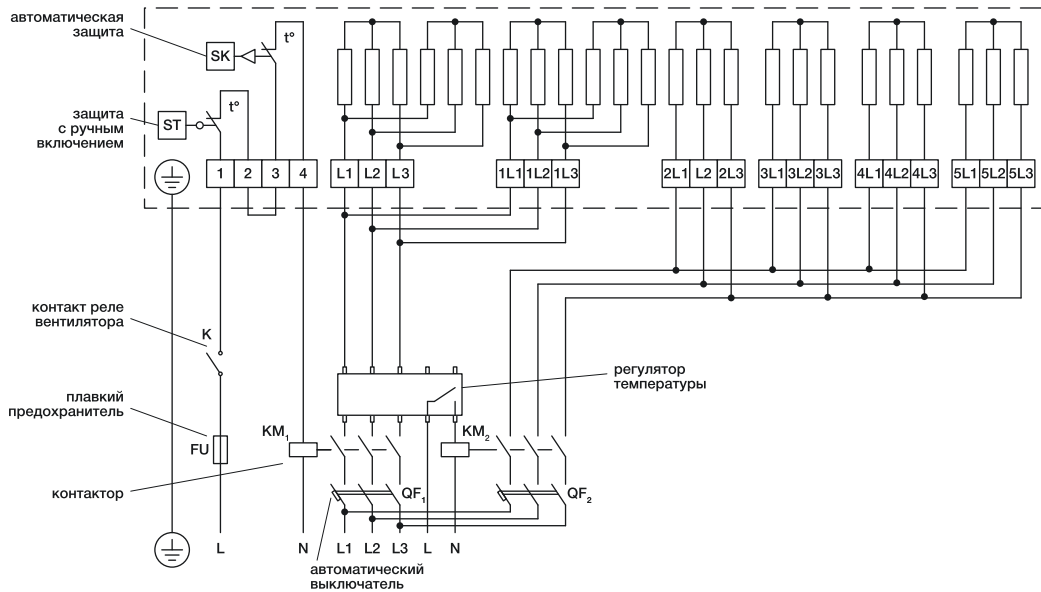 автоматическая
защита
SK
t°
защита
с ручным
включением
ST
t°
1 2 3 4
L1 L2 L3
1L1 1L2 1L3
2L1 L2 2L3
3L1 3L2 3L3
4L1 4L2 4L3
5L1 5L2 5L3
контакт реле
вентилятора
K
регулятор
температуры
плавкий
предохранитель
FU
KM1
KM2
контактор
QF1
QF2
L N L1 L2 L3 L N
автоматический
выключатель